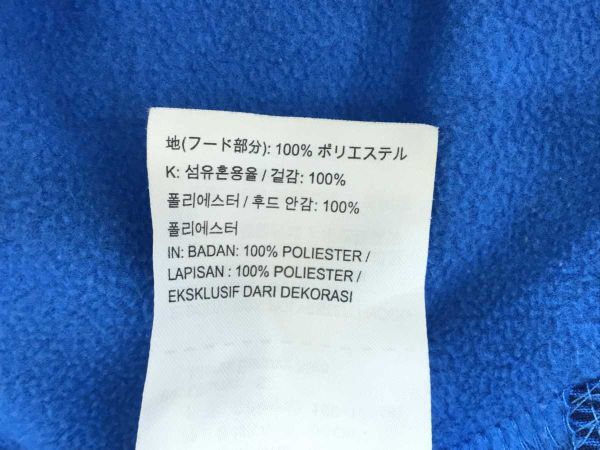 地(フード部分): 100% ポリエステル
K: 섬유혼용율 / 겉감: 100%
폴리에스터 / 후드 안감: 100%
폴리에스터
IN: BADAN: 100% POLIESTER /
LAPISAN : 100% POLIESTER /
EKSKLUSIF DARI DEKORASI